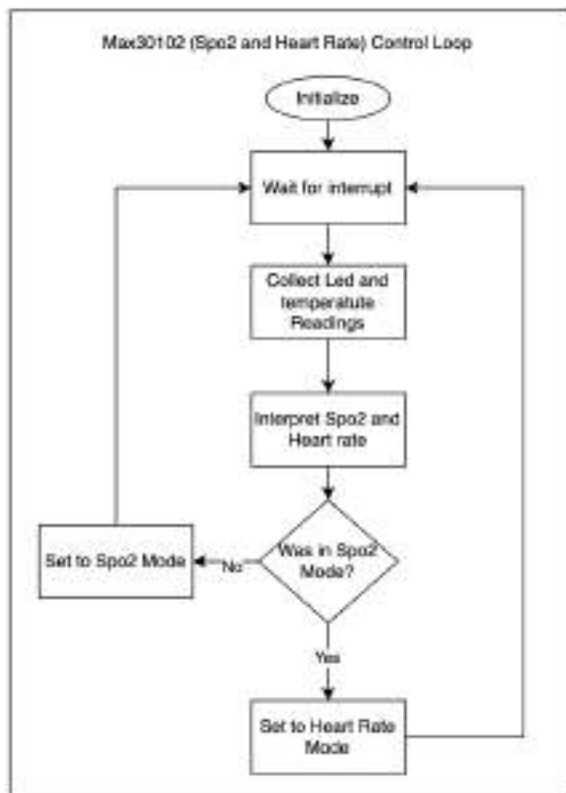 Max30102 (Spo2 and Heart Rate) Control Loop
Initialize
Wait for interrupt
Collect Led and
temperatute
Readings
Interpret Spo2 and
Heart rate
Was in Spo2
Mode?
No
Set to Spo2 Mode
Yes
Set to Heart Rate
Mode